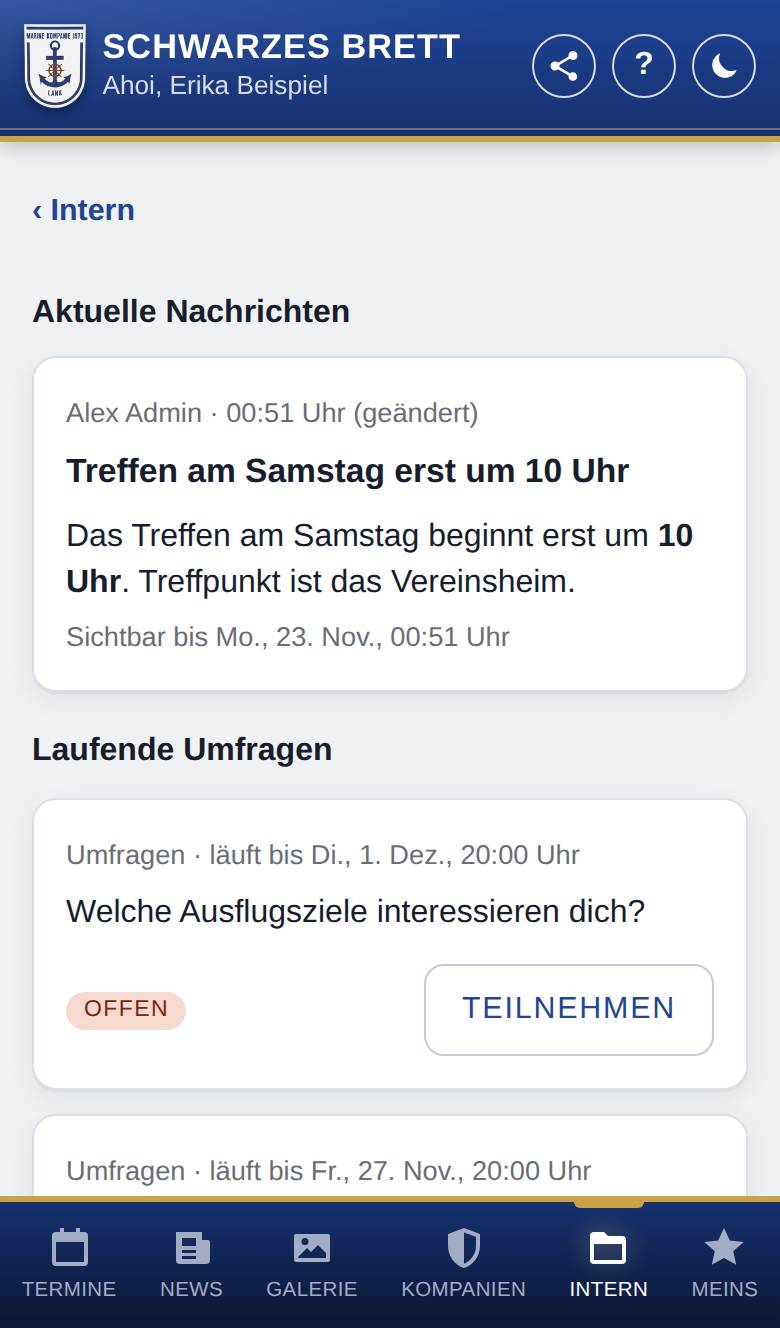 MARINE KOMPANIE 1973
LANK
SCHWARZES BRETT
Ahoi, Erika Beispiel
?
‹ Intern
Aktuelle Nachrichten
Alex Admin · 00:51 Uhr (geändert)
Treffen am Samstag erst um 10 Uhr
Das Treffen am Samstag beginnt erst um 10
Uhr. Treffpunkt ist das Vereinsheim.
Sichtbar bis Mo., 23. Nov., 00:51 Uhr
Laufende Umfragen
Umfragen · läuft bis Di., 1. Dez., 20:00 Uhr
Welche Ausflugsziele interessieren dich?
OFFEN
TEILNEHMEN
Umfragen · läuft bis Fr., 27. Nov., 20:00 Uhr
TERMINE NEWS GALERIE KOMPANIEN INTERN MEINS